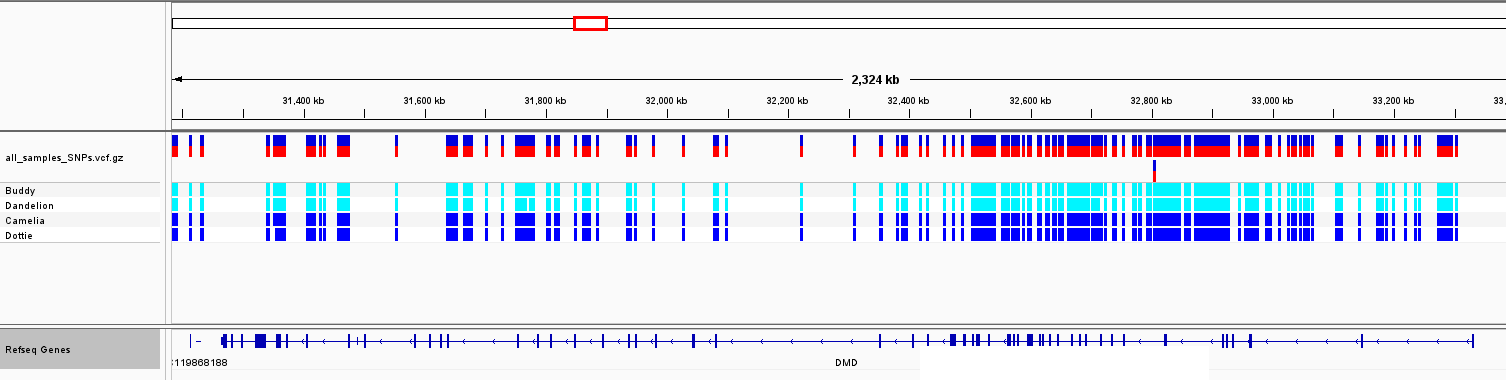 2,324 kb
31,400 kb 31,600 kb 31,800 kb 32,000 kb 32,200 kb 32,400 kb 32,600 kb 32,800 kb 33,000 kb 33,200 kb 33,
all_samples_SNPs.vcf.gz
Buddy
Dandelion
Camelia
Dottie
Refseq Genes
119868188 DMD